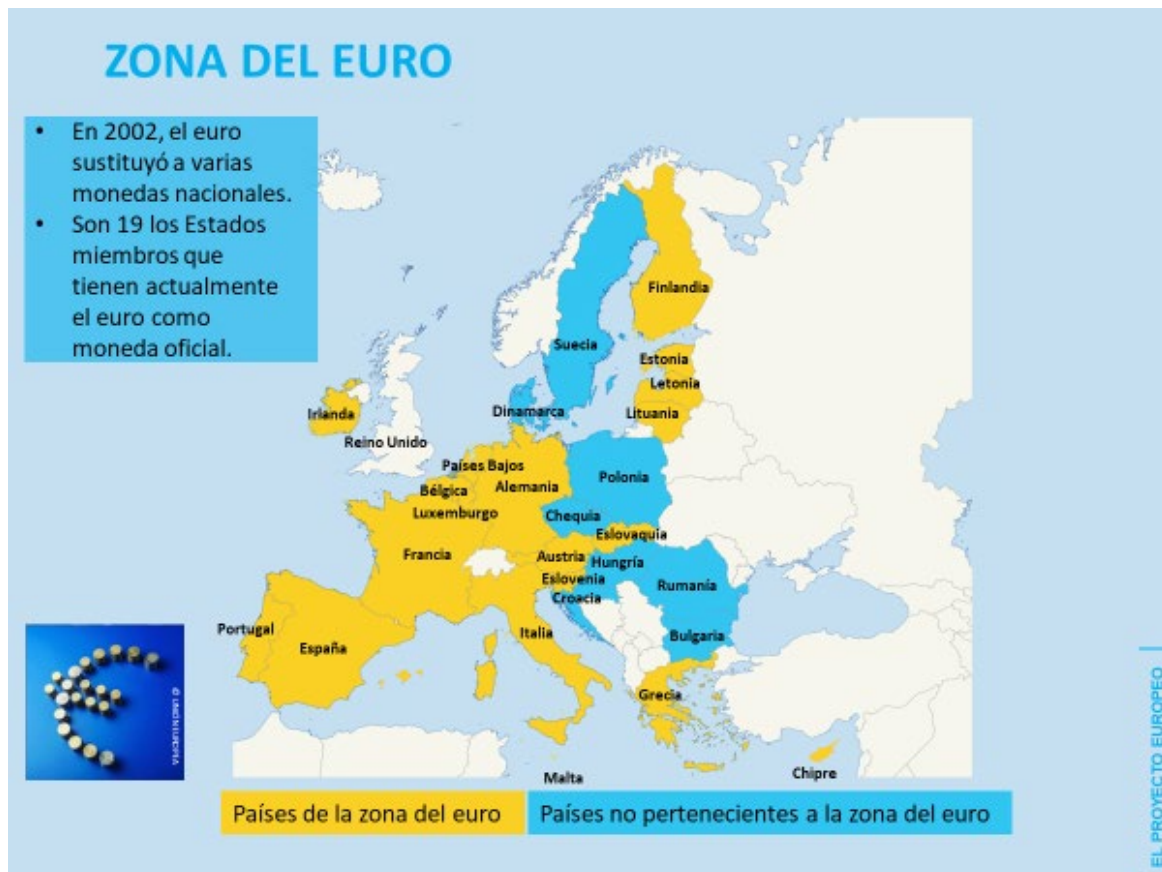 ZONA DEL EURO
• En 2002, el euro
sustituyó a varias
monedas nacionales.
• Son 19 los Estados
miembros que
tienen actualmente
el euro como
moneda oficial.
Finlandia
Suecia
Estonia
Letonia
Lituania
Dinamarca
Irlanda
Reino Unido
Países Bajos
Polonia
Bélgica
Alemania
Luxemburgo
Chequia
Eslovaquia
Francia
Austria
Hungría
Eslovenia
Rumanía
Croacia
Portugal
Italia
Bulgaria
España
Grecia
Malta
Chipre
© UNIÓN EUROPEA
Países de la zona del euro
Países no pertenecientes a la zona del euro
EL PROYECTO EUROPEO